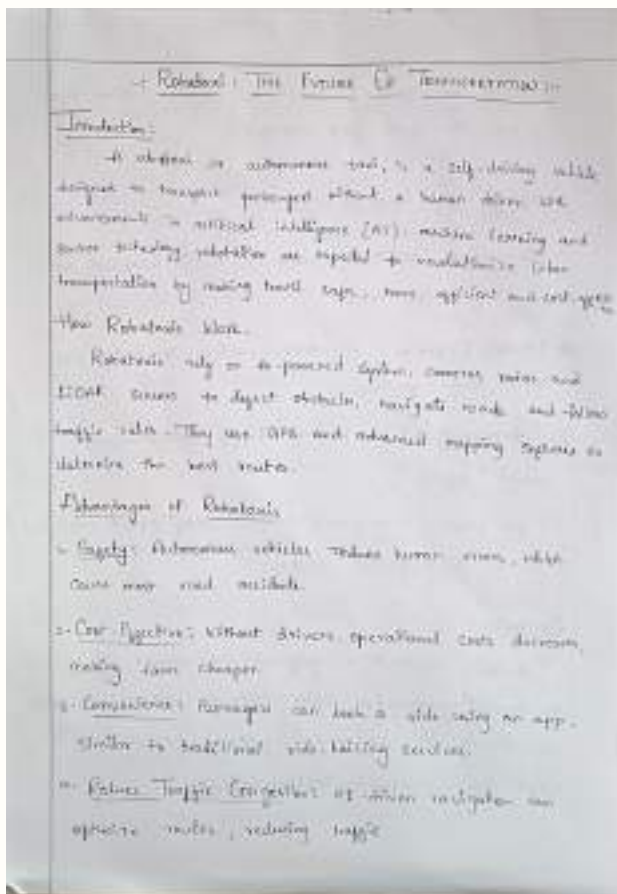 Robotaxi: THE FUTURE OF TRANSPORTATION
Introduction:
A robotaxi or autonomous taxi, is a self-driving vehicle
designed to transport passengers without a human driver with
advancements in artificial intelligence (AI) machine learning and
sensor technology robotaxies are expected to revolutionize urban
transportation by making travel safer, more, efficient and cost-effective
How Robotaxis Work.
Robotaxis rely on AI-powered system, cameras radar and
LIDAR sensors to detect obstacles, navigate roads and follow
traffic rules. They use GPS and advanced mapping systems to
determine the best routes.
Advantages of Robotaxis
1. Safety: Autonomous vehicles reduce human errors, which
cause most road accidents.
2. Cost Effective: Without drivers operational costs decrease,
making fares cheaper
3. Convenience: Passengers can book a ride using an app.
similar to traditional ride-hailing services.
Reduces Traffic Congestion: AI driven navigation can
optimize routes, reducing traffic